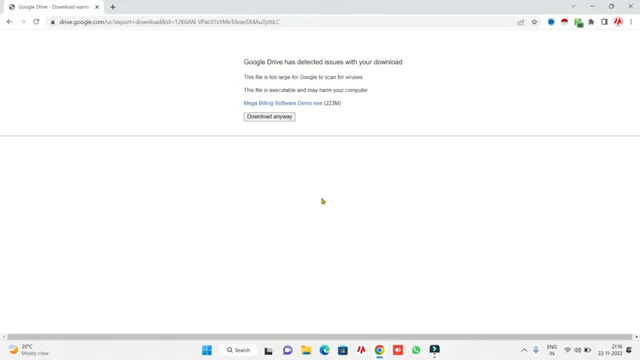 Google Drive - Download warni
drive.google.com/uc?export=download&id=
Google Drive has detected issues with your download
This file is too large for Google to scan for viruses
This file is executable and may harm your computer
Mega Billing Software Demo.exe (223M)
Download anyway
20°C
Mostly clear
Search
ENG
IN
21:16
22-11-2022